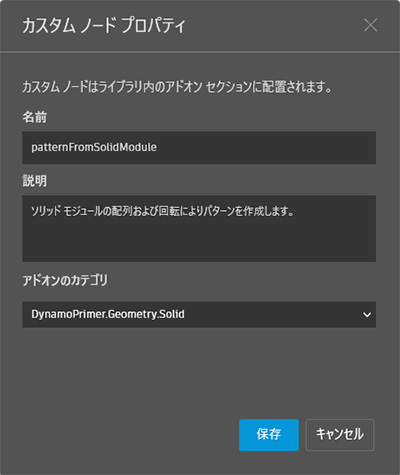 カスタム ノード プロパティ
カスタム ノードはライブラリ内のアドオン セクションに配置されます。
名前
patternFromSolidModule
説明
ソリッド モジュールの配列および回転によりパターンを作成します。
アドオンのカテゴリ
DynamoPrimer.Geometry.Solid
保存
キャンセル